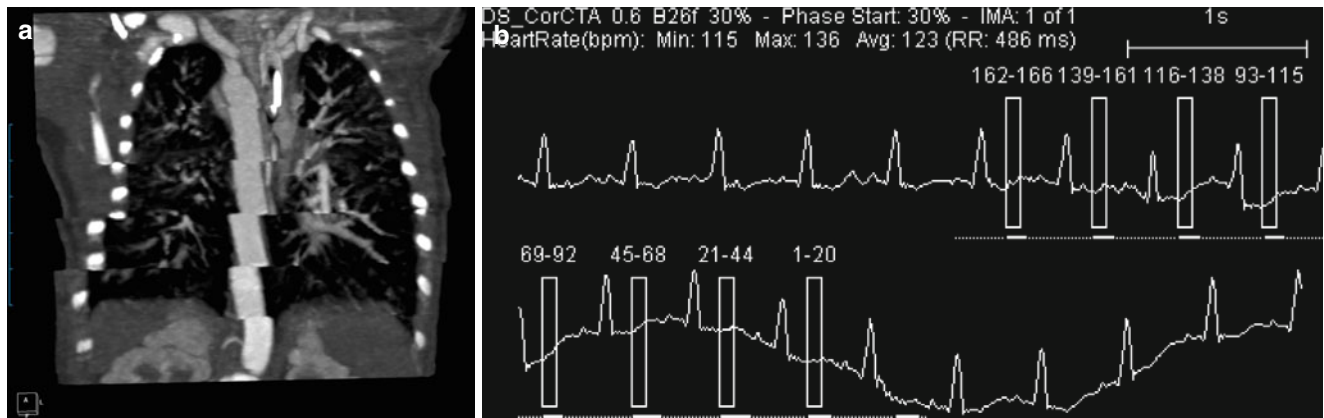 a
b
DS_CorCTA 0.6 B26f 30% - Phase Start: 30% - IMA: 1 of 1
1s
HeartRate(bpm): Min: 115 Max: 136 Avg: 123 (RR: 486 ms)
162-166 139-161 116-138 93-115
69-92 45-68 21-44 1-20
A
L